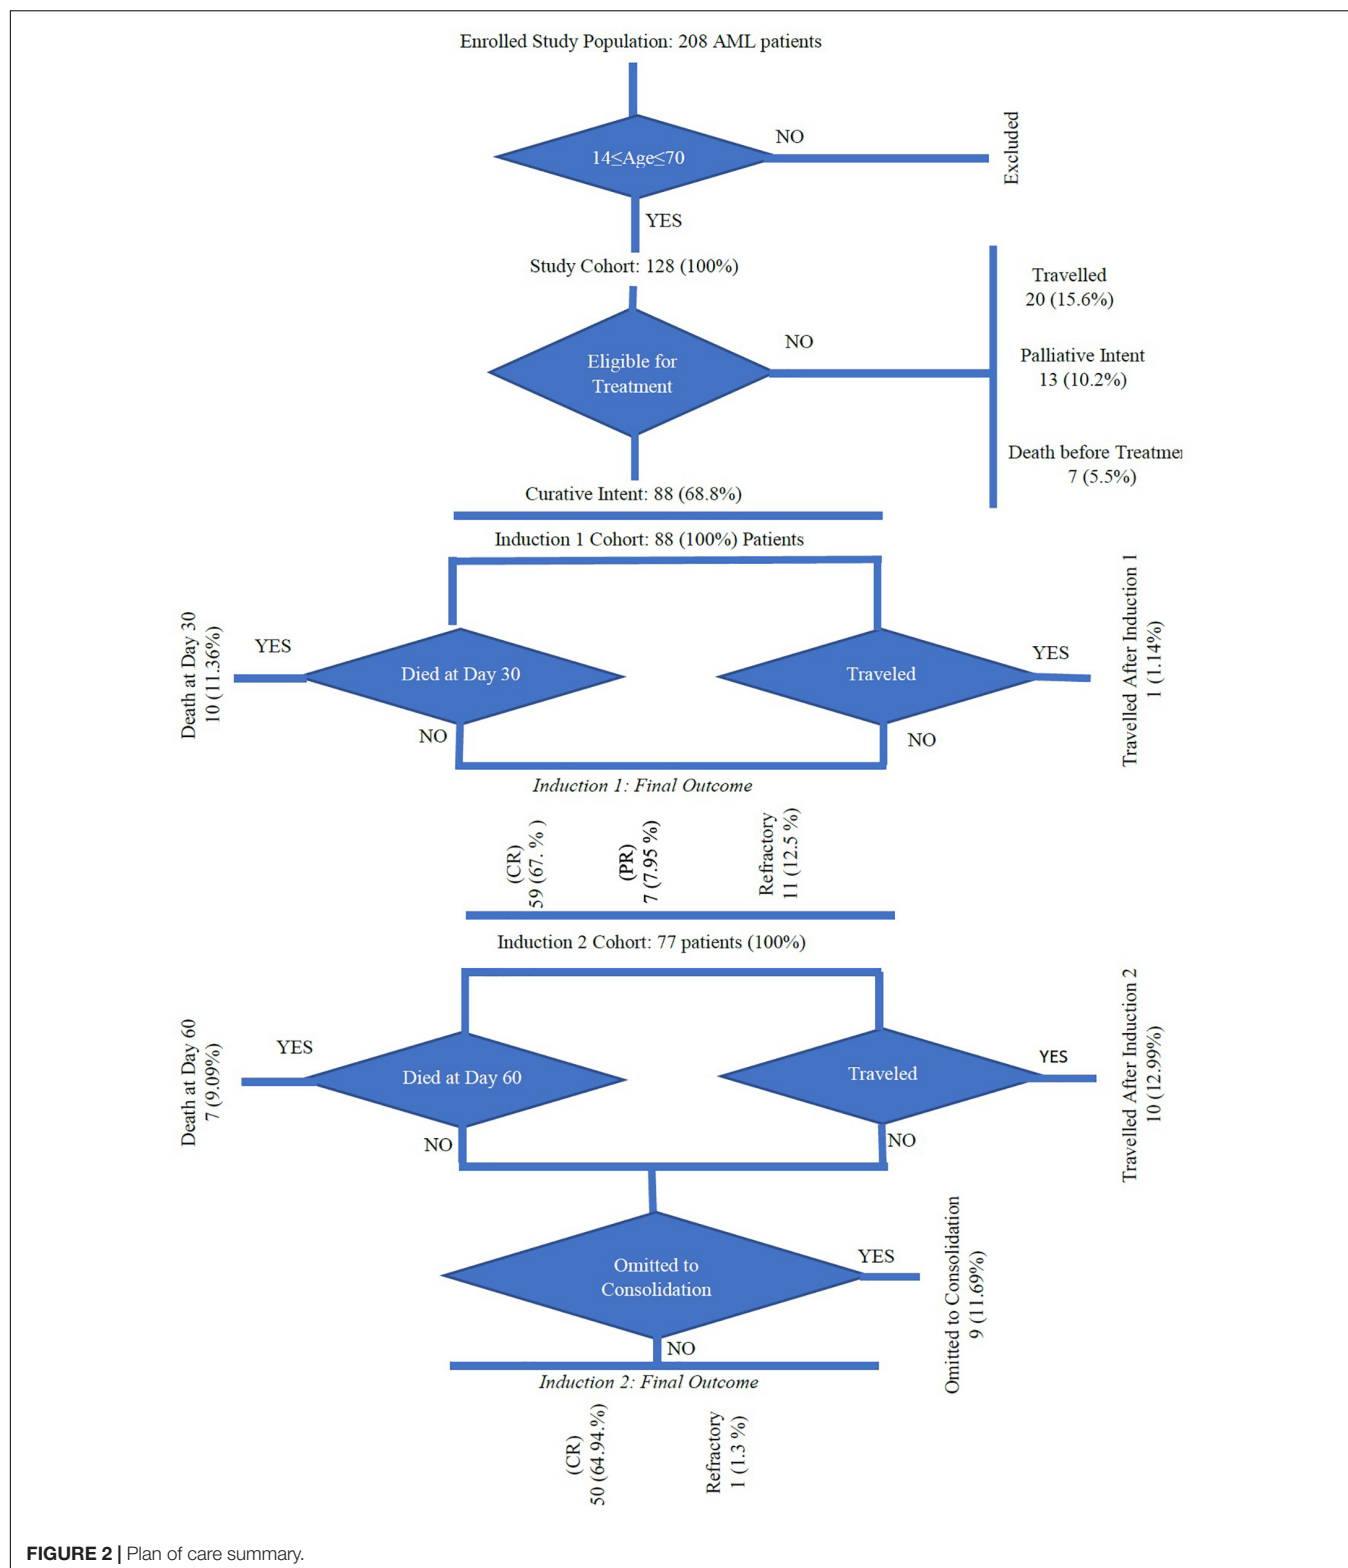 Enrolled Study Population: 208 AML patients
14≤Age≤70
NO
Excluded
YES
Study Cohort: 128 (100%)
Travelled
20 (15.6%)
Eligible for
Treatment
NO
Palliative Intent
13 (10.2%)
Death before Treatme
7 (5.5%)
Curative Intent: 88 (68.8%)
Induction 1 Cohort: 88 (100%) Patients
Death at Day 30
10 (11.36%)
YES
Died at Day 30
NO
Traveled
YES
NO
Travelled After Induction 1
1 (1.14%)
Induction 1: Final Outcome
(CR)
59 (67. % )
(PR)
7 (7.95 %)
Refractory
11 (12.5 %)
Induction 2 Cohort: 77 patients (100%)
Death at Day 60
7 (9.09%)
YES
Died at Day 60
NO
Traveled
YES
NO
Travelled After Induction 2
10 (12.99%)
Omitted to
Consolidation
YES
Omitted to Consolidation
9 (11.69%)
NO
Induction 2: Final Outcome
(CR)
50 (64.94.%)
Refractory
1 (1.3 %)
FIGURE 2 | Plan of care summary.